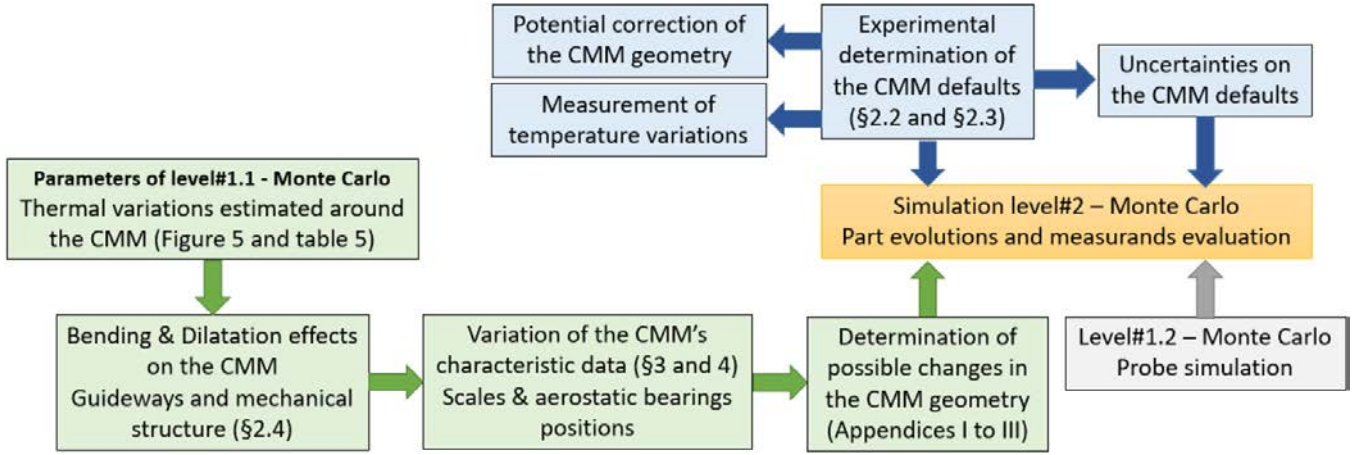 Potential correction of
the CMM geometry
Measurement of
temperature variations
Experimental
determination of
the CMM defaults
(§2.2 and §2.3)
Uncertainties on
the CMM defaults
Parameters of level#1.1 - Monte Carlo
Thermal variations estimated around
the CMM (Figure 5 and table 5)
Simulation level#2 – Monte Carlo
Part evolutions and measurands evaluation
Bending & Dilatation effects
on the CMM
Guideways and mechanical
structure (§2.4)
Variation of the CMM’s
characteristic data (§3 and 4)
Scales & aerostatic bearings
positions
Determination of
possible changes in
the CMM geometry
(Appendices I to III)
Level#1.2 – Monte Carlo
Probe simulation